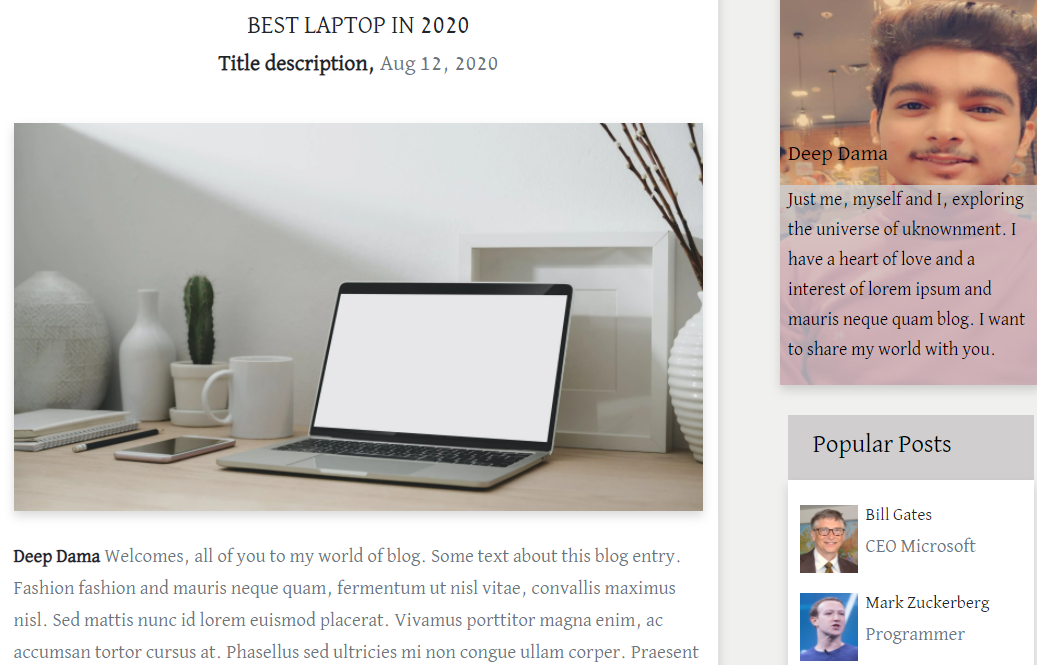 BEST LAPTOP IN 2020
Title description, Aug 12, 2020
Deep Dama Welcomes, all of you to my world of blog. Some text about this blog entry.
Fashion fashion and mauris neque quam, fermentum ut nisl vitae, convallis maximus
nisl. Sed mattis nunc id lorem euismod placerat. Vivamus porttitor magna enim, ac
accumsan tortor cursus at. Phasellus sed ultricies mi non congue ullam corper. Praesent
Deep Dama
Just me, myself and I, exploring
the universe of uknownment. I
have a heart of love and a
interest of lorem ipsum and
mauris neque quam blog. I want
to share my world with you.
Popular Posts
Bill Gates
CEO Microsoft
Mark Zuckerberg
Programmer